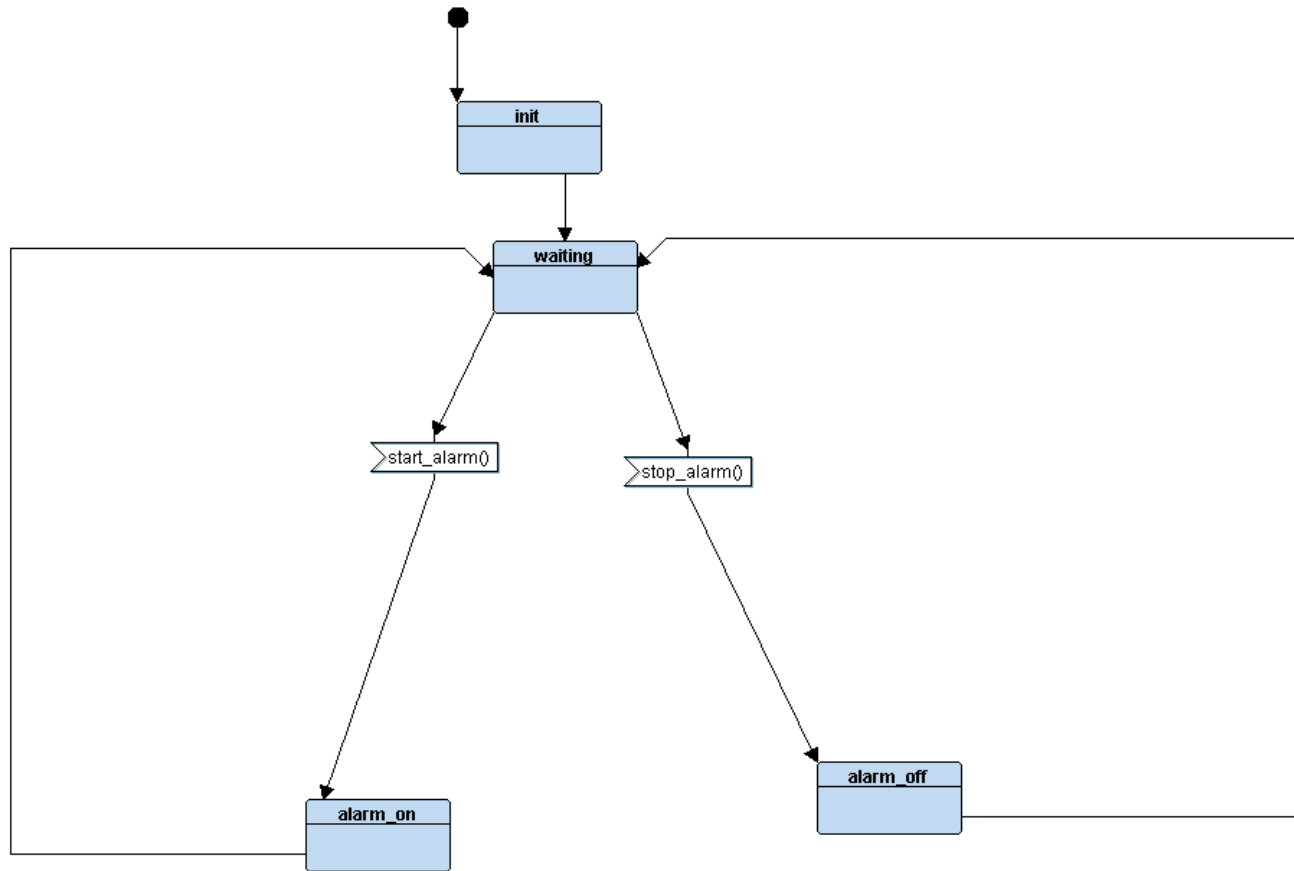 init
waiting
start_alarm()
stop_alarm()
alarm_off
alarm_on